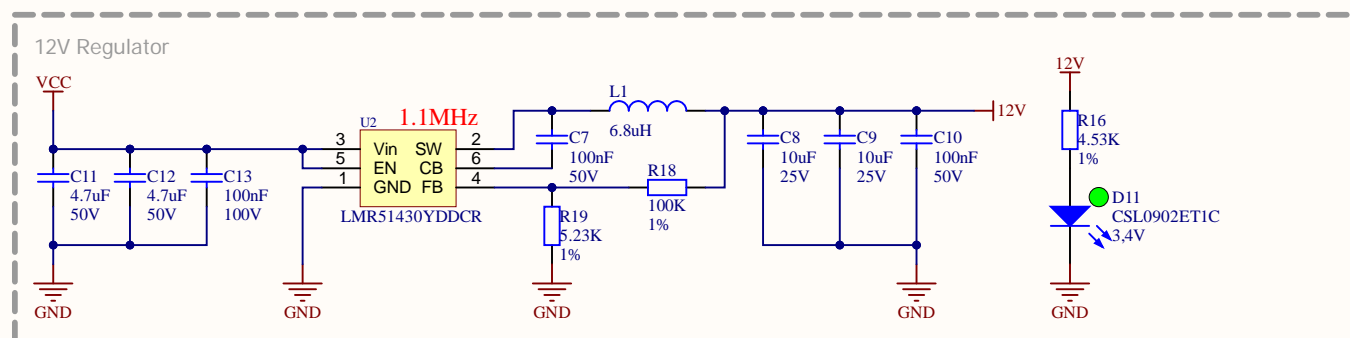 12V Regulator
VCC
C11
4.7uF
50V
C12
4.7uF
50V
C13
100nF
100V
GND
GND
U2
1.1MHz
3 Vin SW 2
5 EN CB 6
1 GND FB 4
LMR51430YDDCR
L1
6.8uH
C7
100nF
50V
R18
100K
1%
R19
5.23K
1%
GND
12V
C8
10uF
25V
C9
10uF
25V
C10
100nF
50V
GND
12V
R16
4.53K
1%
D11
CSL0902ET1C
3,4V
GND